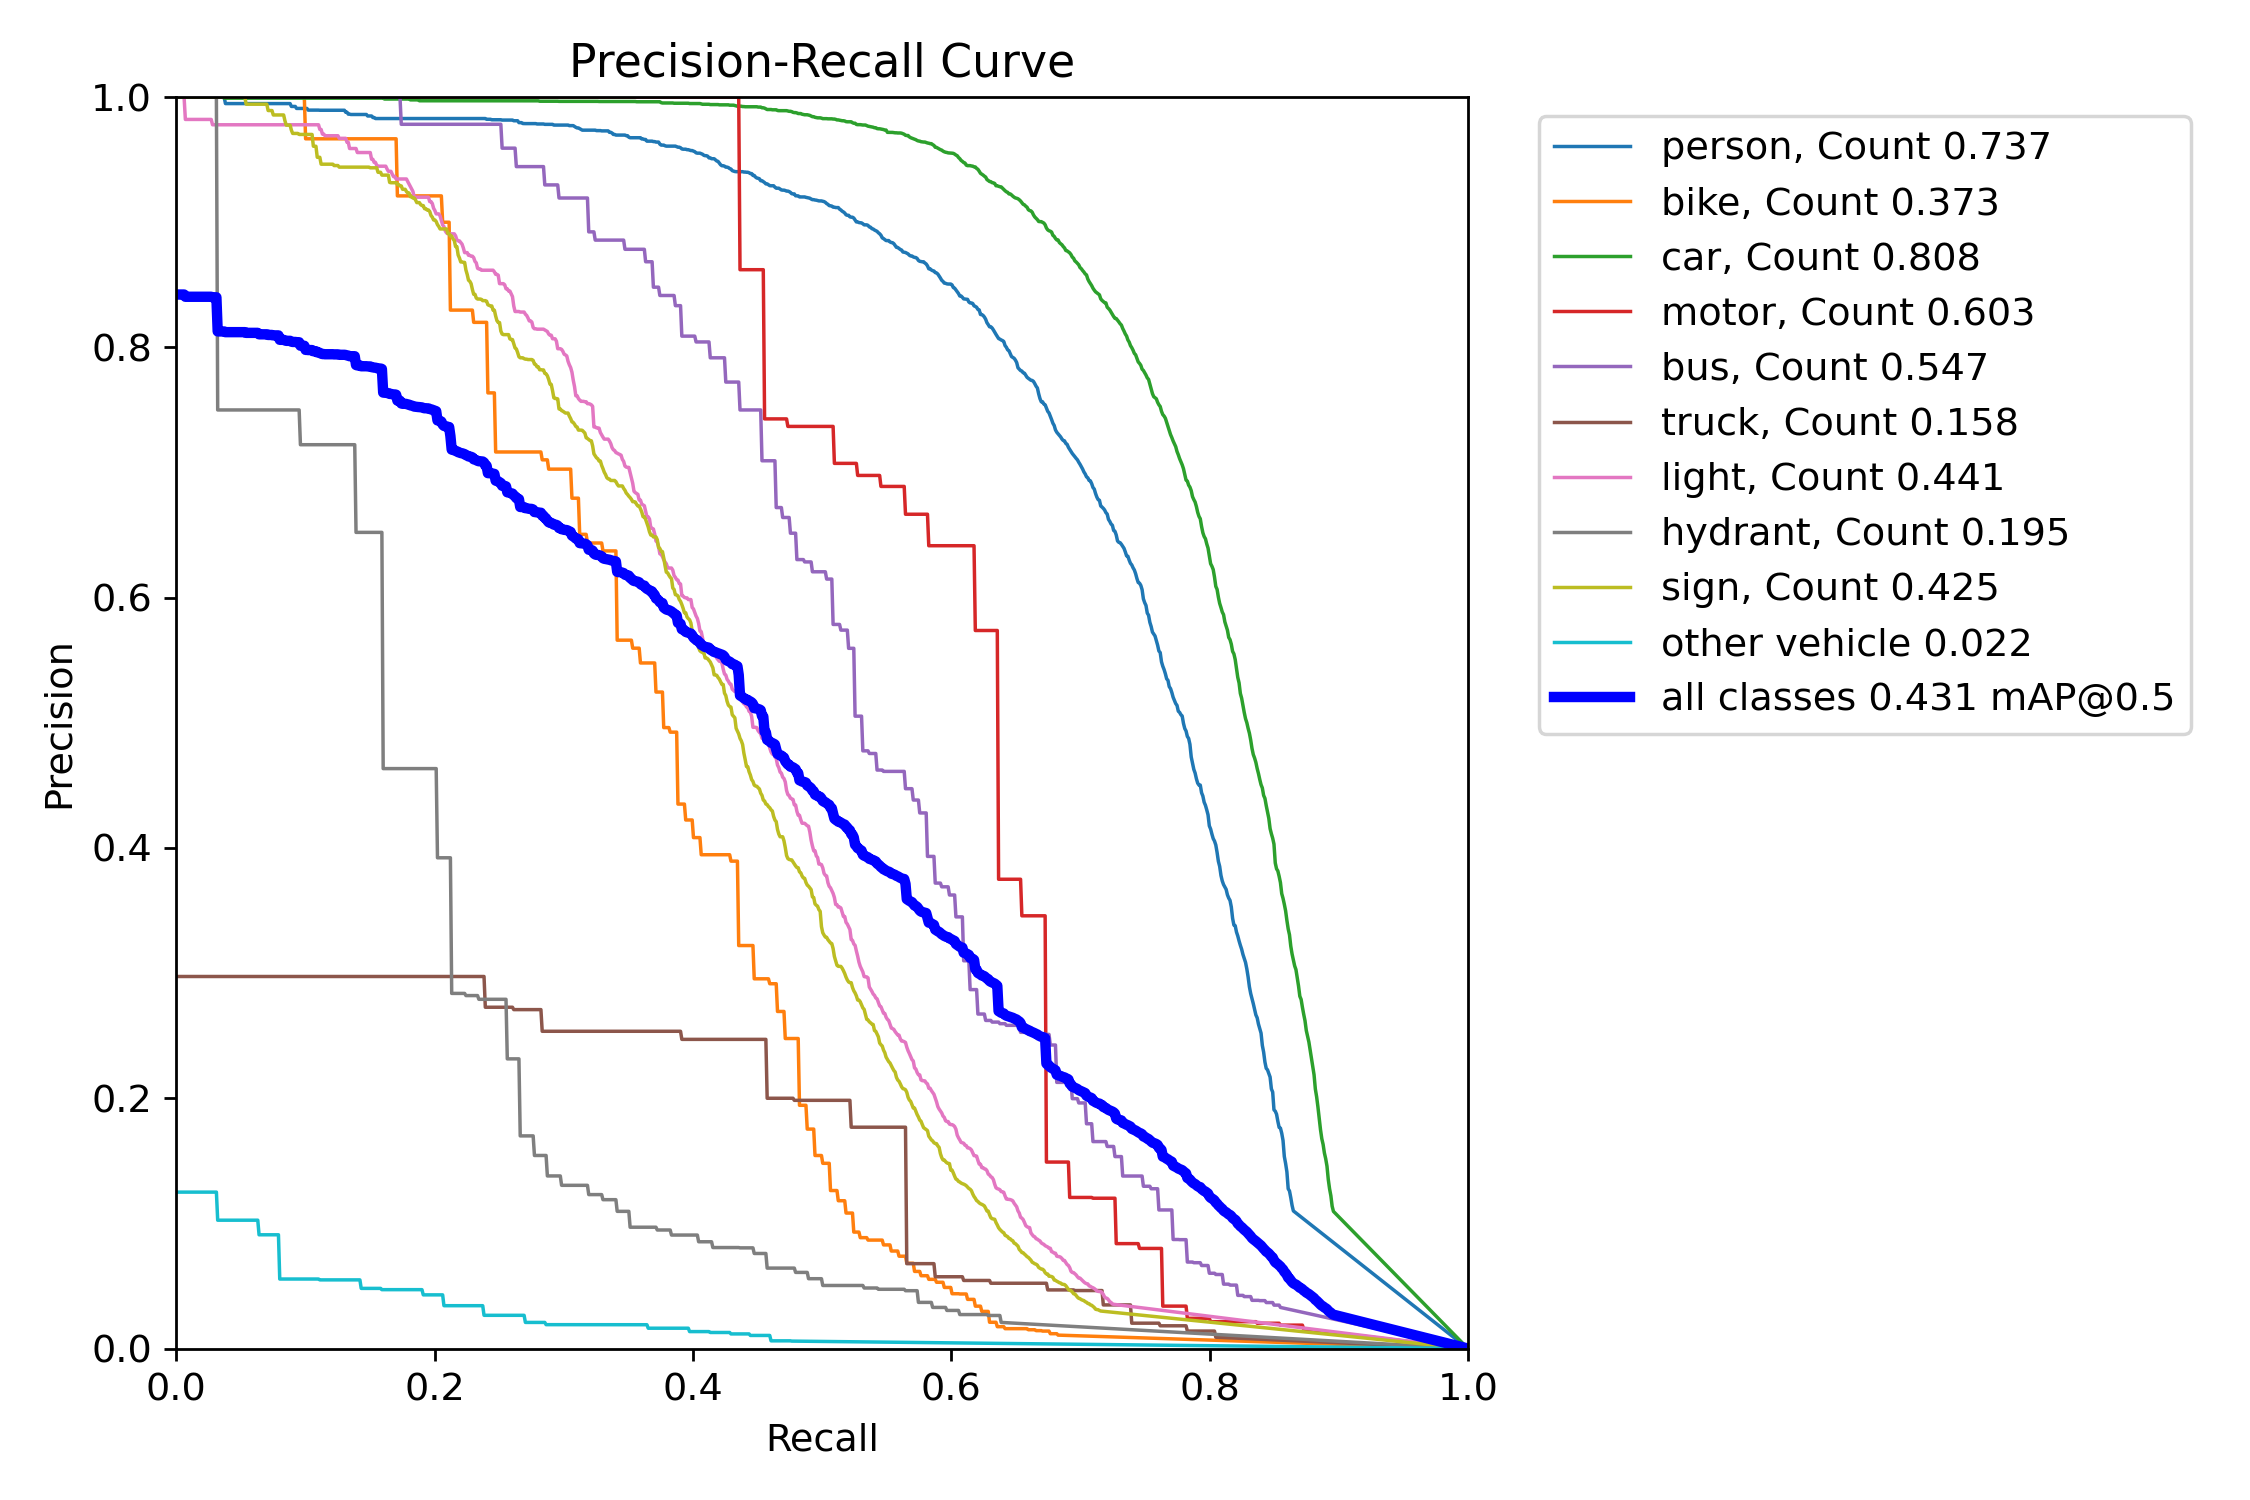 Precision-Recall Curve
1.0
0.8
0.6
0.4
0.2
0.0
Precision
0.0 0.2 0.4 0.6 0.8 1.0
Recall
person, Count 0.737
bike, Count 0.373
car, Count 0.808
motor, Count 0.603
bus, Count 0.547
truck, Count 0.158
light, Count 0.441
hydrant, Count 0.195
sign, Count 0.425
other vehicle 0.022
all classes 0.431 mAP@0.5